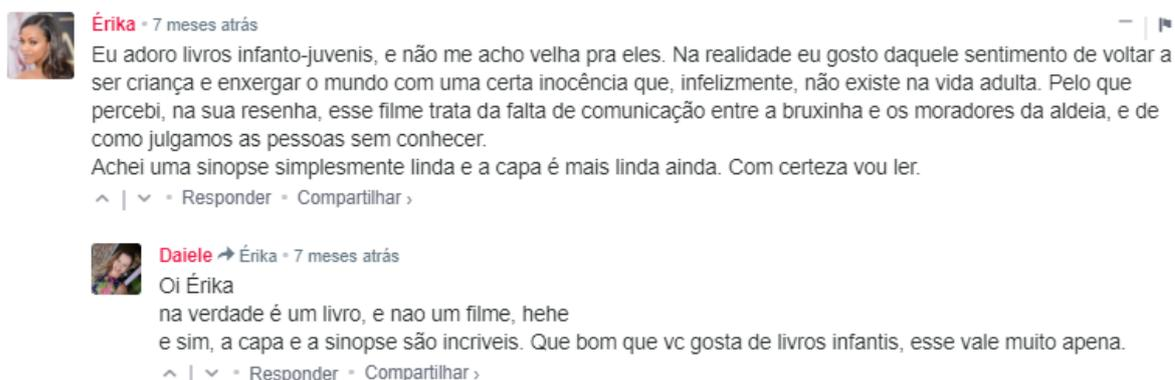 Érika • 7 meses atrás
Eu adoro livros infanto-juvenis, e não me acho velha pra eles. Na realidade eu gosto daquele sentimento de voltar a
ser criança e enxergar o mundo com uma certa inocência que, infelizmente, não existe na vida adulta. Pelo que
percebi, na sua resenha, esse filme trata da falta de comunicação entre a bruxinha e os moradores da aldeia, e de
como julgamos as pessoas sem conhecer.
Achei uma sinopse simplesmente linda e a capa é mais linda ainda. Com certeza vou ler.
• Responder • Compartilhar ›
Daiele Érika • 7 meses atrás
Oi Érika
na verdade é um livro, e nao um filme, hehe
e sim, a capa e a sinopse são incriveis. Que bom que vc gosta de livros infantis, esse vale muito apena.
• Responder • Compartilhar ›